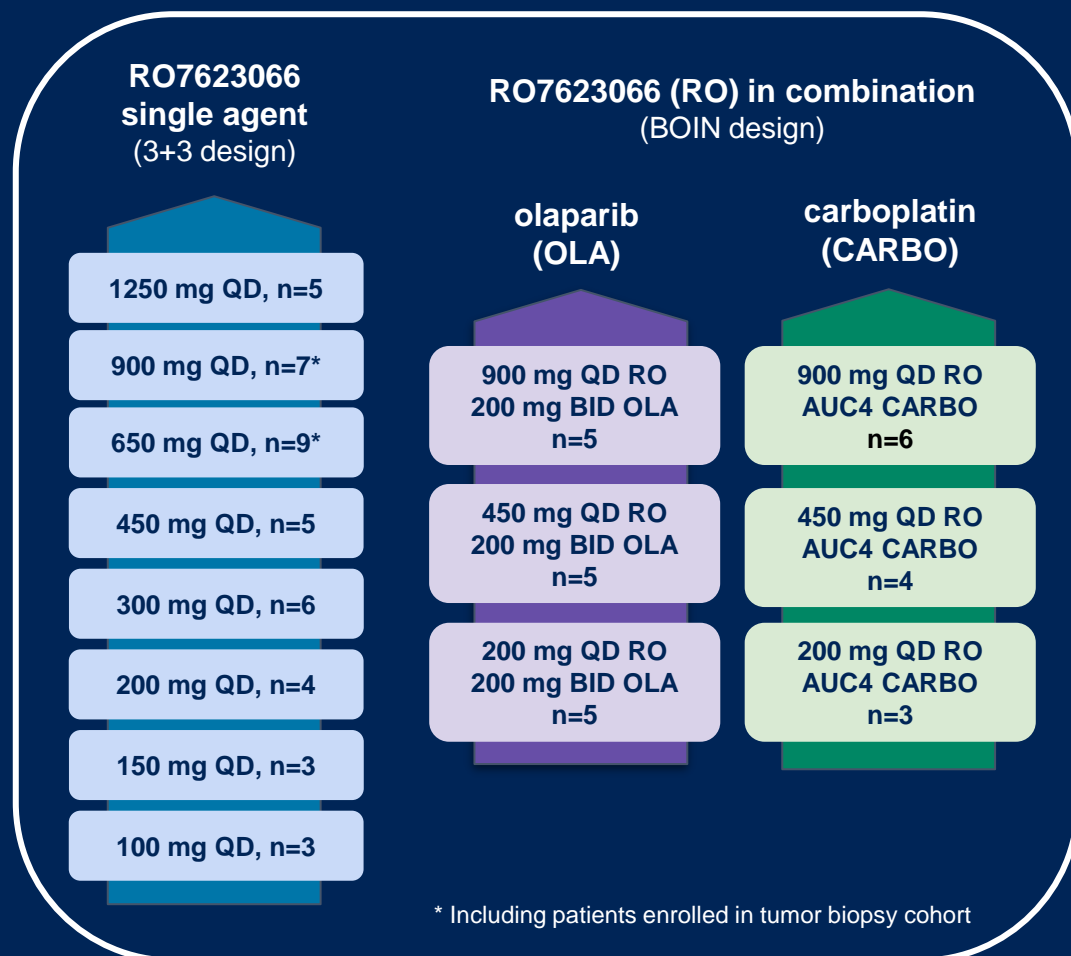 RO7623066
single agent
(3+3 design)
1250 mg QD, n=5
900 mg QD, n=7*
650 mg QD, n=9*
450 mg QD, n=5
300 mg QD, n=6
200 mg QD, n=4
150 mg QD, n=3
100 mg QD, n=3
RO7623066 (RO) in combination
(BOIN design)
olaparib
(OLA)
900 mg QD RO
200 mg BID OLA
n=5
450 mg QD RO
200 mg BID OLA
n=5
200 mg QD RO
200 mg BID OLA
n=5
carboplatin
(CARBO)
900 mg QD RO
AUC4 CARBO
n=6
450 mg QD RO
AUC4 CARBO
n=4
200 mg QD RO
AUC4 CARBO
n=3
* Including patients enrolled in tumor biopsy cohort